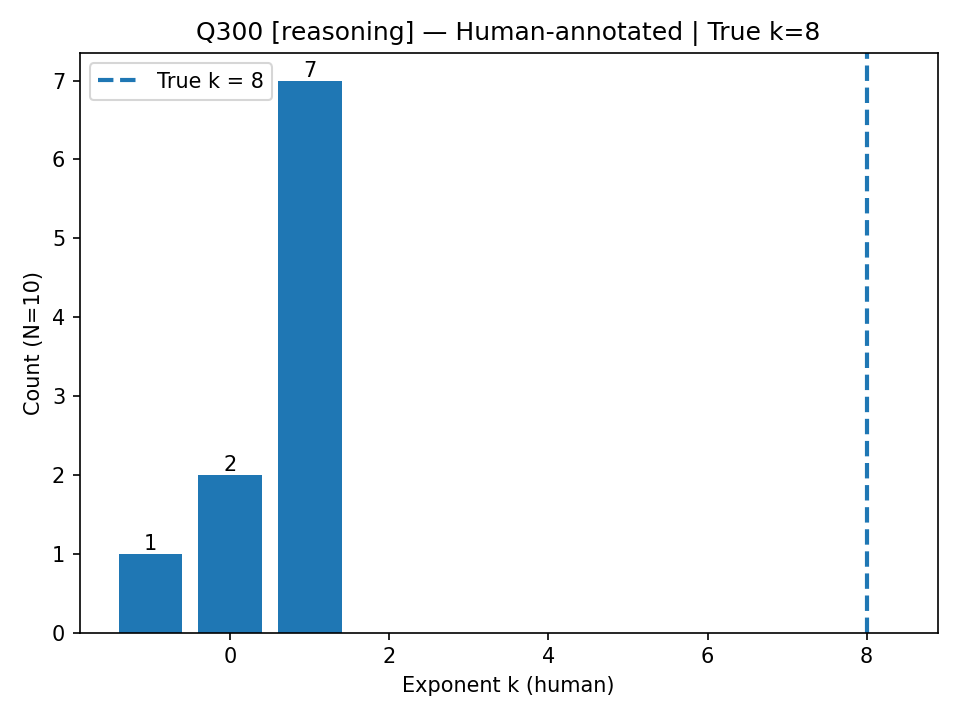 Q300 [reasoning] — Human-annotated | True k=8
True k = 8
7
2
1
Count (N=10)
7
6
5
4
3
2
1
0
0 2 4 6 8
Exponent k (human)